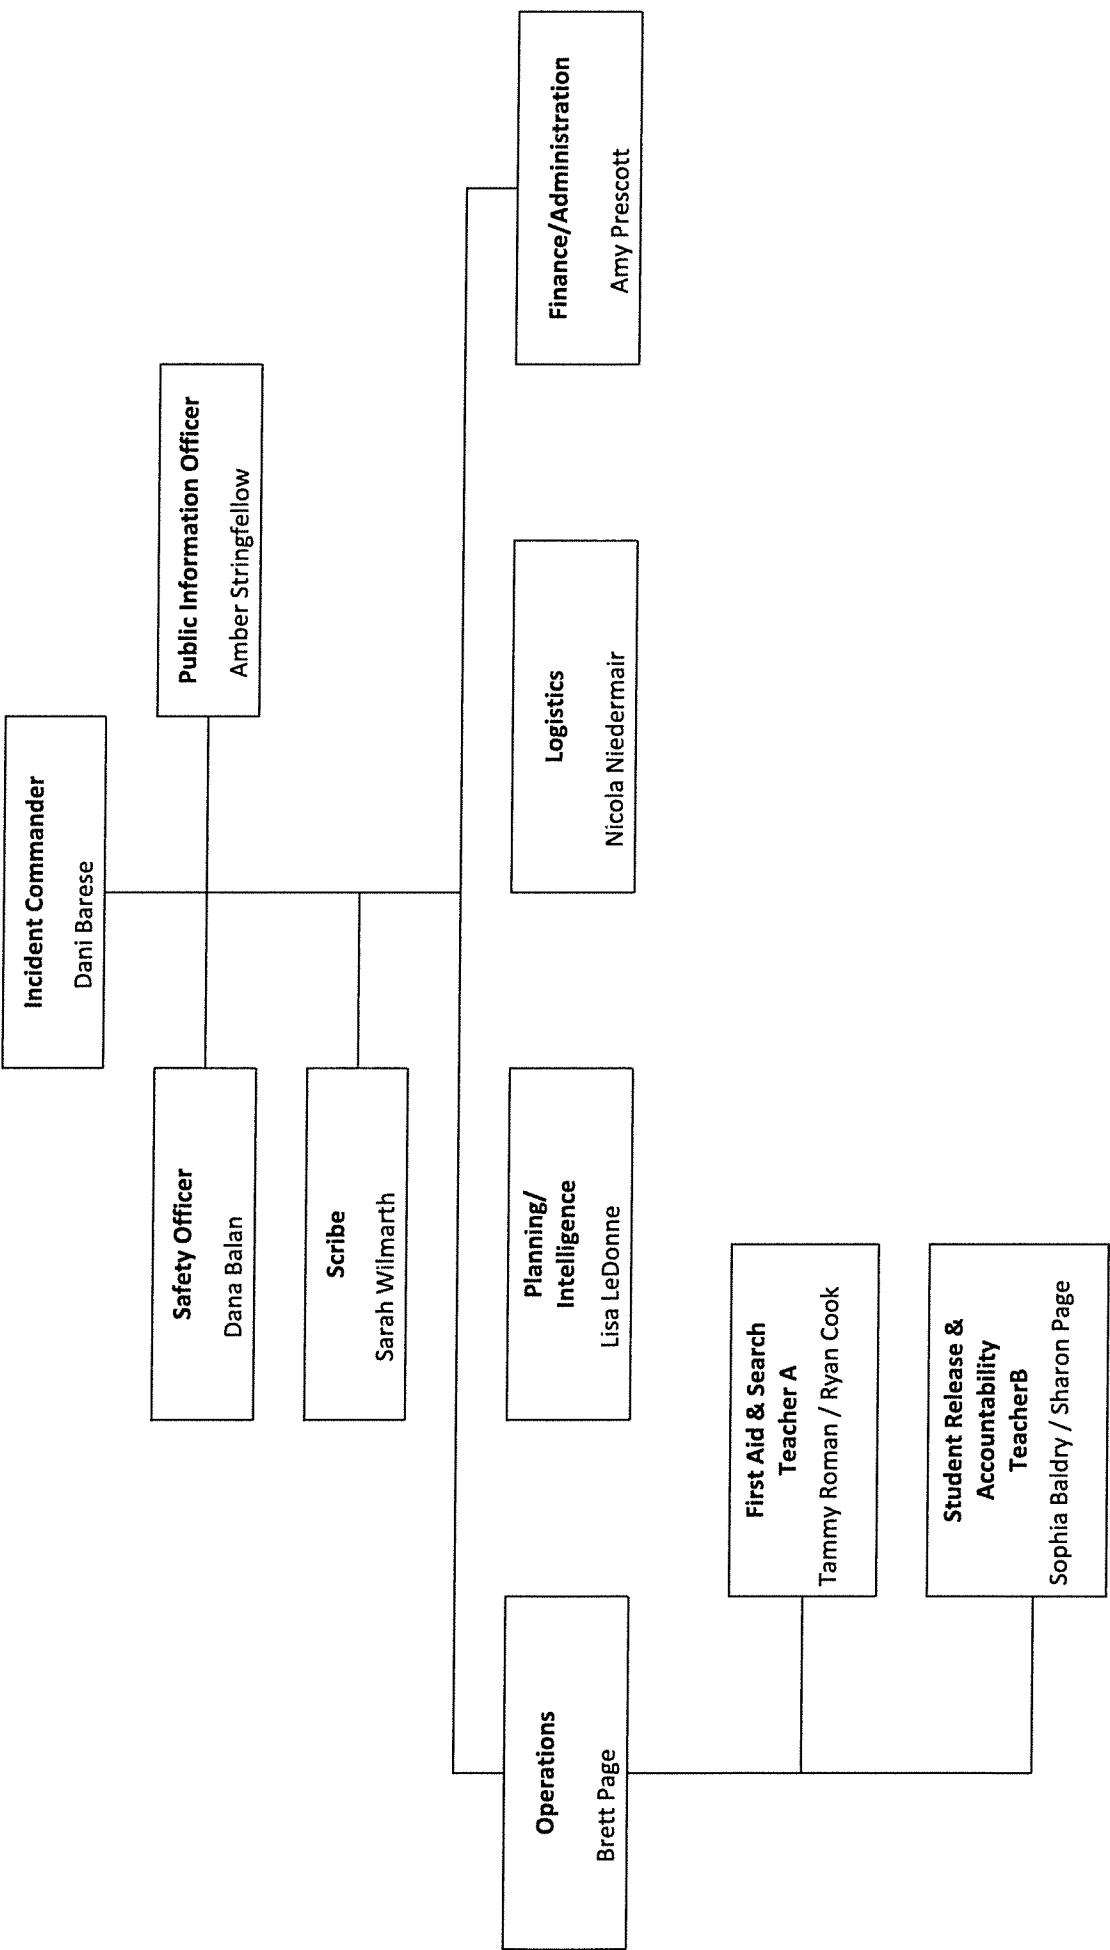 Incident Commander
Dani Barese
Safety Officer
Dana Balan
Public Information Officer
Amber Stringfellow
Scribe
Sarah Wilmarth
Operations
Brett Page
Planning/
Intelligence
Lisa LeDonne
Logistics
Nicola Niedermair
Finance/Administration
Amy Prescott
First Aid & Search
Teacher A
Tammy Roman / Ryan Cook
Student Release &
Accountability
TeacherB
Sophia Baldry / Sharon Page